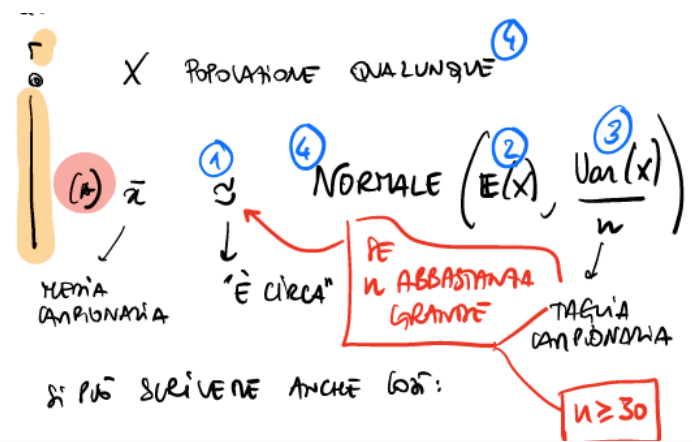 X POPOLAZIONE QUALUNQUE ④
(A) x̄ ① ≃ ④ NORMALE ( ② E(X), ③ Var(X) / n )
MEDIA CAMPIONARIA
"È CIRCA"
SE
n ABBASTANZA
GRANDE
TAGLIA
CAMPIONARIA
SI PUÒ SCRIVERE ANCHE COSÌ:
n ≥ 30